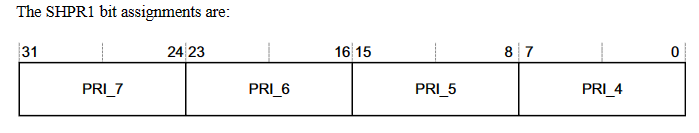 The SHPR1 bit assignments are:
31 24 23 16 15 8 7 0
PRI_7 PRI_6 PRI_5 PRI_4